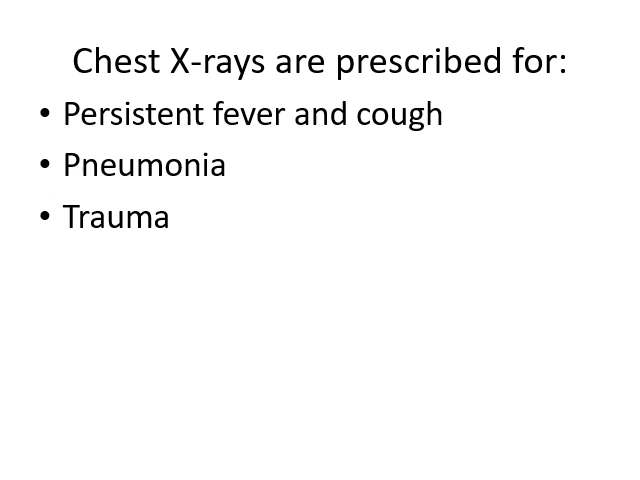 Chest X-rays are prescribed for:
• Persistent fever and cough
• Pneumonia
• Trauma